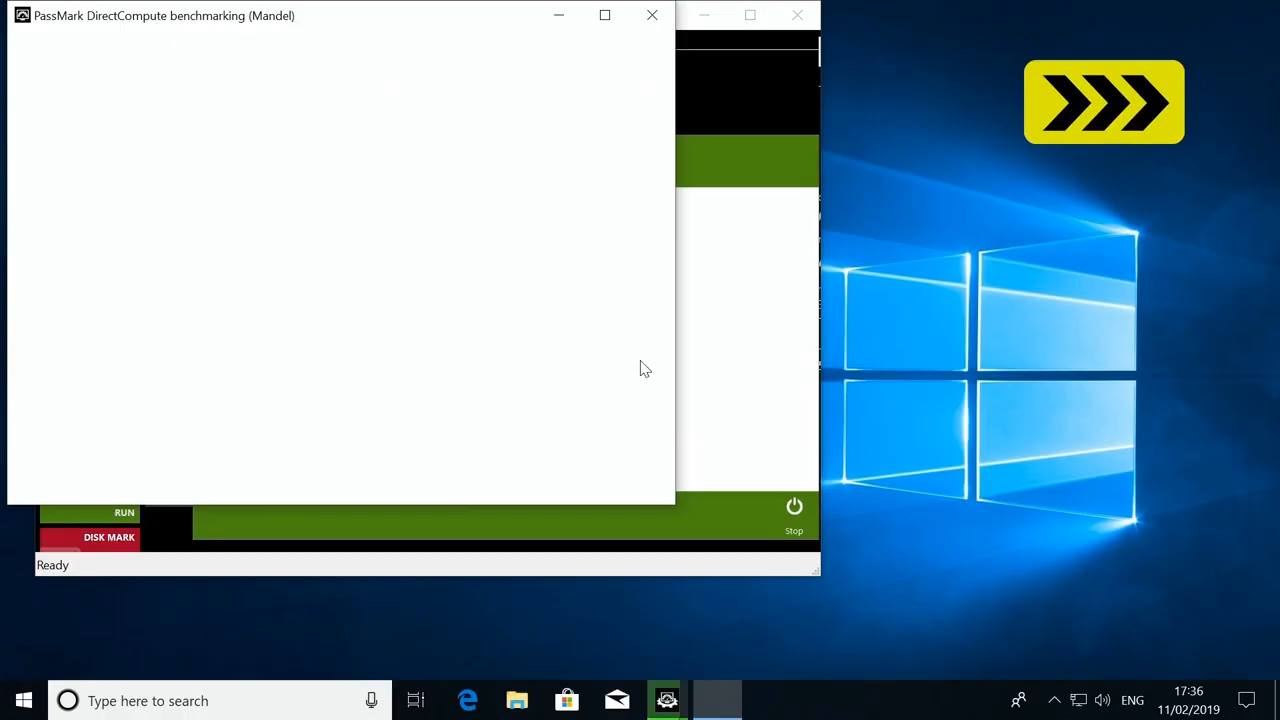 PassMark DirectCompute benchmarking (Mandel)
RUN
Stop
DISK MARK
Ready
Type here to search
ENG
17:36
11/02/2019